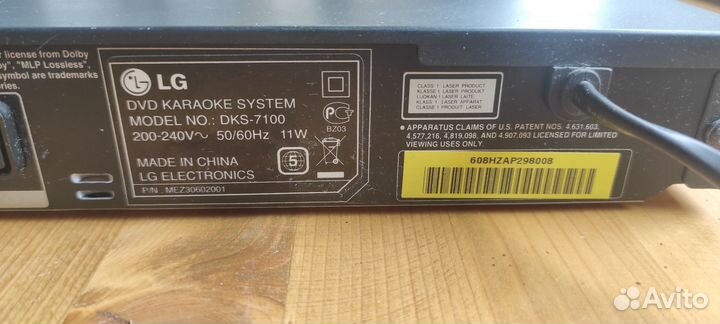 r license from Dolby
y", "MLP Lossless",
symbol are trademarks
ries.
LG
DVD KARAOKE SYSTEM
MODEL NO.: DKS-7100
200-240V~ 50/60Hz 11W
BZ03
MADE IN CHINA
LG ELECTRONICS
5
P/N : MEZ30602001
CLASS 1 LASER PRODUCT
KLASSE 1 LASER PRODUKT
LUOKAN 1 LASER LAITE
KLASS 1 LASER APPARAT
CLASSE 1 PRODUIT LASER
● APPARATUS CLAIMS OF U.S. PATENT NOS. 4,631,603,
4,577,216, 4,819,098, AND 4,907,093 LICENSED FOR LIMITED
VIEWING USES ONLY.
608HZAP298008
Avito